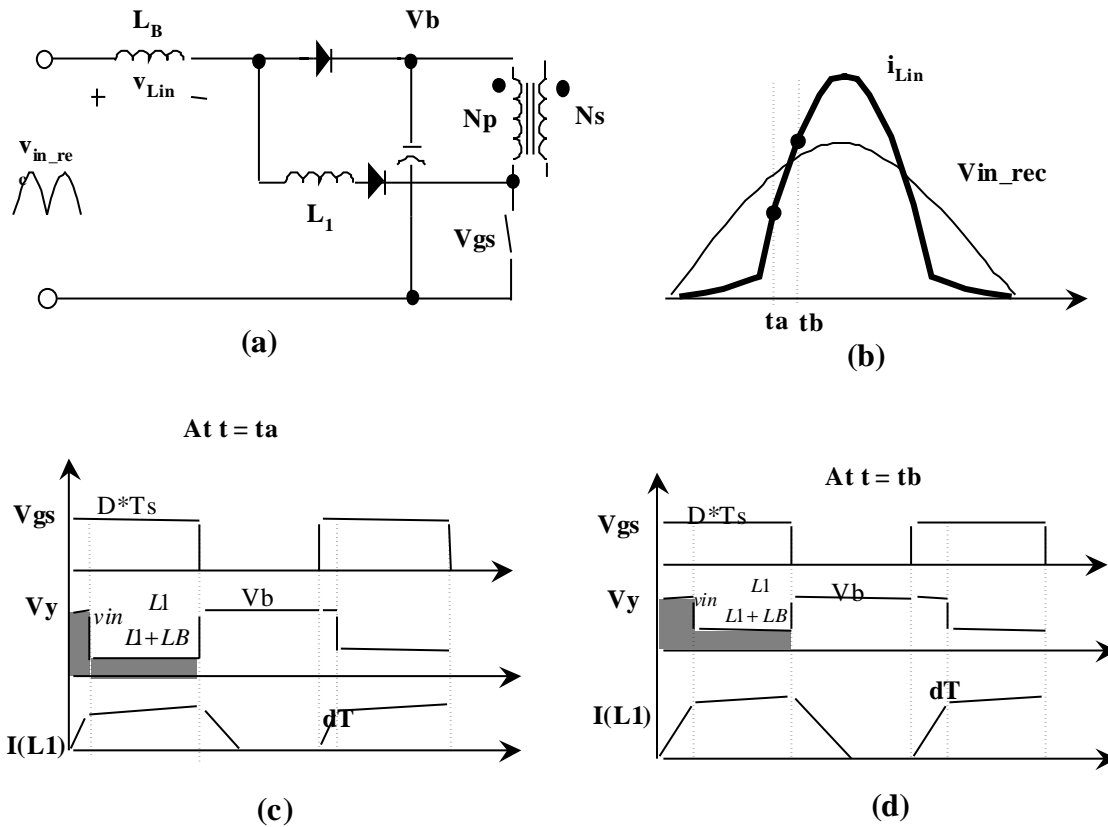 L_B
Vb
v_Lin
+ −
Np
Ns
v_in_re
c
L_1
Vgs
(a)
i_Lin
Vin_rec
ta tb
(b)
At t = ta
Vgs
D*Ts
Vy
vin
L1
L1+LB
Vb
I(L1)
dT
(c)
At t = tb
Vgs
D*Ts
Vy
vin
L1
L1+LB
Vb
I(L1)
dT
(d)